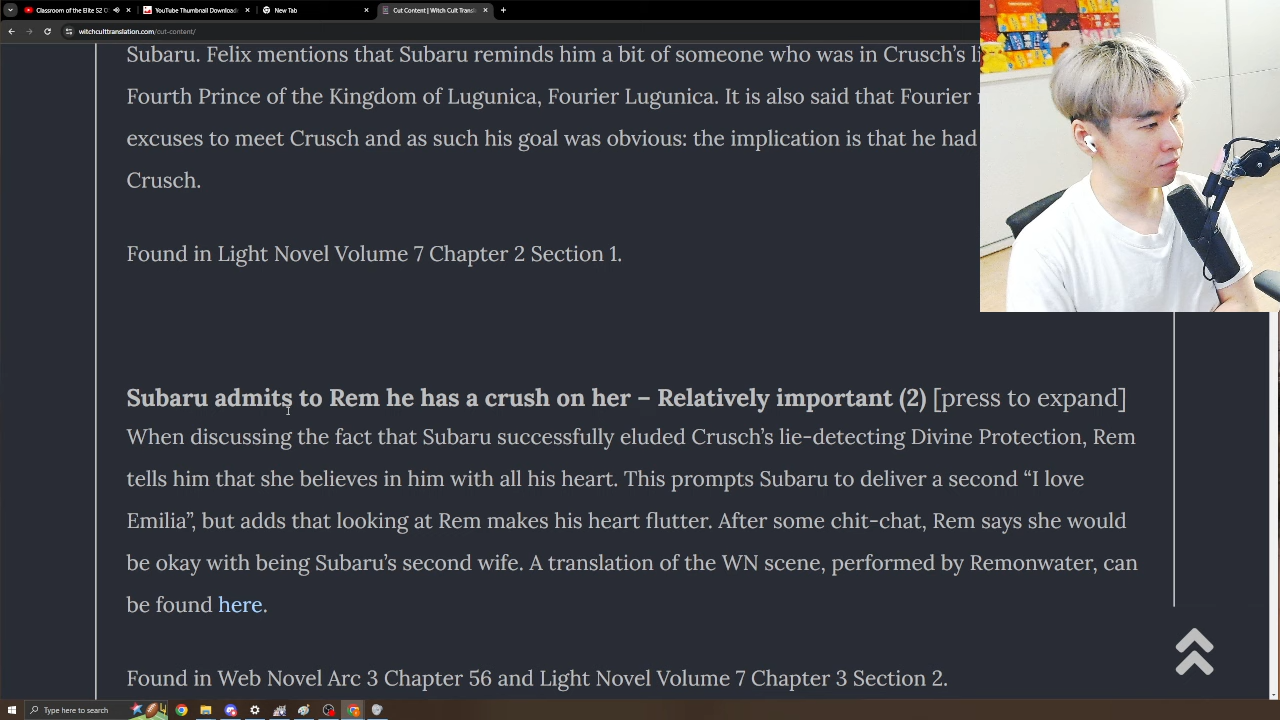 Classroom of the Elite S2 O
YouTube Thumbnail Download
New Tab
Cut Content | Witch Cult Transl
witchculttranslation.com/cut-content/
Subaru. Felix mentions that Subaru reminds him a bit of someone who was in Crusch's li
Fourth Prince of the Kingdom of Lugunica, Fourier Lugunica. It is also said that Fourier
excuses to meet Crusch and as such his goal was obvious: the implication is that he had
Crusch.
Found in Light Novel Volume 7 Chapter 2 Section 1.
Subaru admits to Rem he has a crush on her – Relatively important (2) [press to expand]
When discussing the fact that Subaru successfully eluded Crusch's lie-detecting Divine Protection, Rem
tells him that she believes in him with all his heart. This prompts Subaru to deliver a second “I love
Emilia”, but adds that looking at Rem makes his heart flutter. After some chit-chat, Rem says she would
be okay with being Subaru's second wife. A translation of the WN scene, performed by Remonwater, can
be found here.
Found in Web Novel Arc 3 Chapter 56 and Light Novel Volume 7 Chapter 3 Section 2.
Type here to search